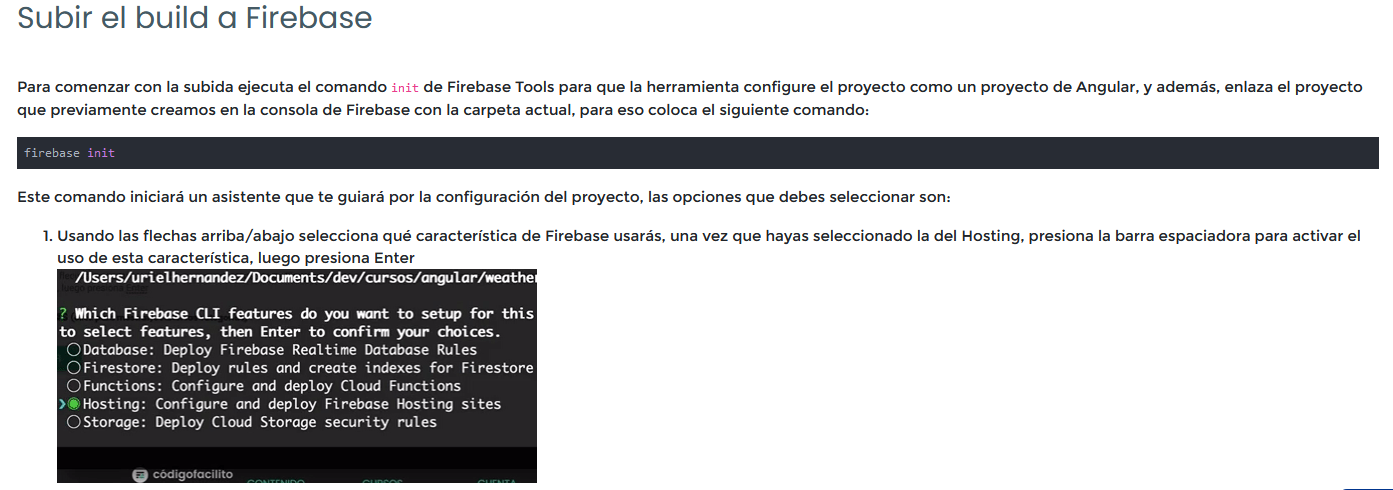 Subir el build a Firebase
Para comenzar con la subida ejecuta el comando init de Firebase Tools para que la herramienta configure el proyecto como un proyecto de Angular, y además, enlaza el proyecto
que previamente creamos en la consola de Firebase con la carpeta actual, para eso coloca el siguiente comando:
firebase init
Este comando iniciará un asistente que te guiará por la configuración del proyecto, las opciones que debes seleccionar son:
1. Usando las flechas arriba/abajo selecciona qué característica de Firebase usarás, una vez que hayas seleccionado la del Hosting, presiona la barra espaciadora para activar el
uso de esta característica, luego presiona Enter
/Users/urielhernandez/Documents/dev/cursos/angular/weather
? Which Firebase CLI features do you want to setup for this
to select features, then Enter to confirm your choices.
Database: Deploy Firebase Realtime Database Rules
Firestore: Deploy rules and create indexes for Firestore
Functions: Configure and deploy Cloud Functions
❯ Hosting: Configure and deploy Firebase Hosting sites
Storage: Deploy Cloud Storage security rules
códigofacilito
CONTENIDO CURSOS CUENTA